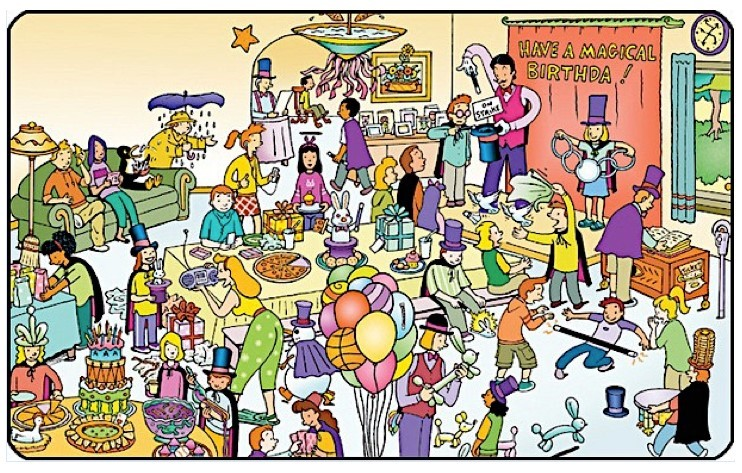 HAVE A MAGICAL
BIRTHDA !
ON
STRIKE